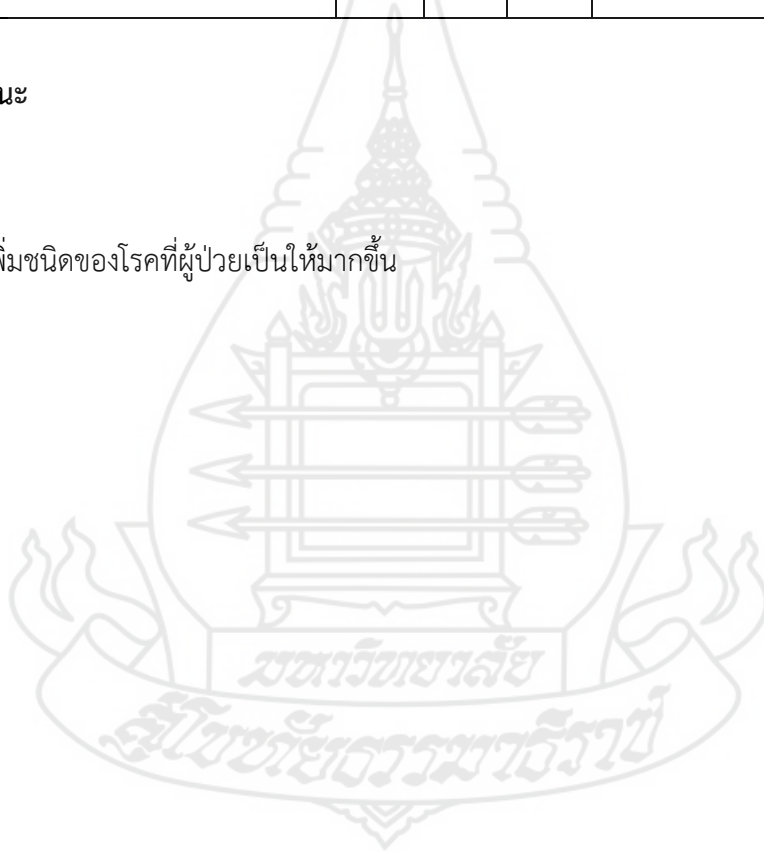 นะ
พิ่มชนิดของโรคที่ผู้ป่วยเป็นให้มากขึ้น
มหาวิทยาลัย
สุโขทัยธรรมาธิราช